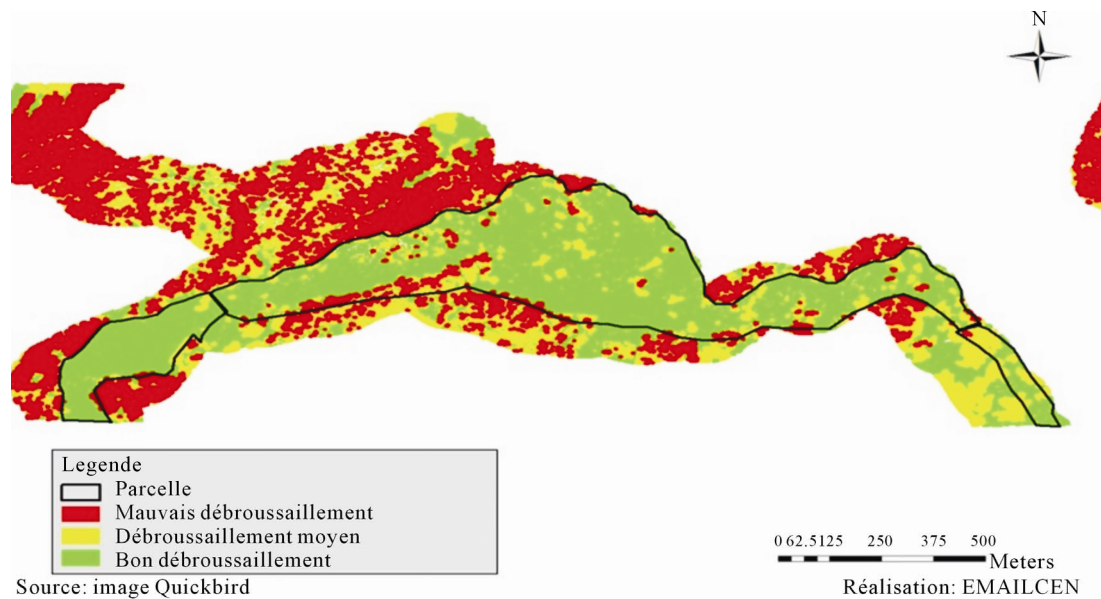 N
Legende
Parcelle
Mauvais débroussaillement
Débroussaillement moyen
Bon débroussaillement
0 62.5125 250 375 500
Meters
Source: image Quickbird
Réalisation: EMAILCEN